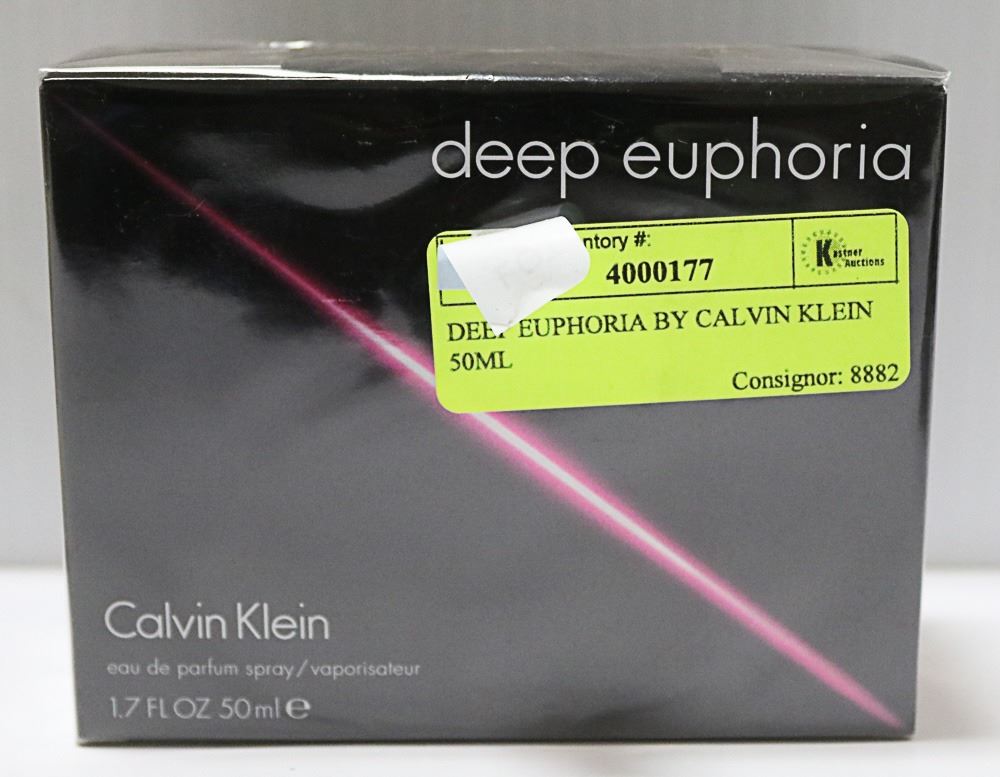 deep euphoria
ntory #:
4000177
Kastner
Auctions
DEEP EUPHORIA BY CALVIN KLEIN
50ML
Consignor: 8882
Calvin Klein
eau de parfum spray/vaporisateur
1.7 FL OZ 50 ml e